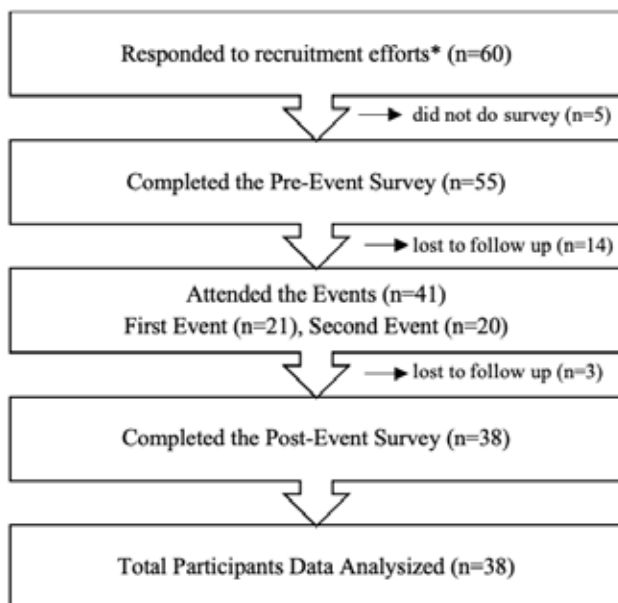 Responded to recruitment efforts* (n=60)
did not do survey (n=5)
Completed the Pre-Event Survey (n=55)
lost to follow up (n=14)
Attended the Events (n=41)
First Event (n=21), Second Event (n=20)
lost to follow up (n=3)
Completed the Post-Event Survey (n=38)
Total Participants Data Analysized (n=38)